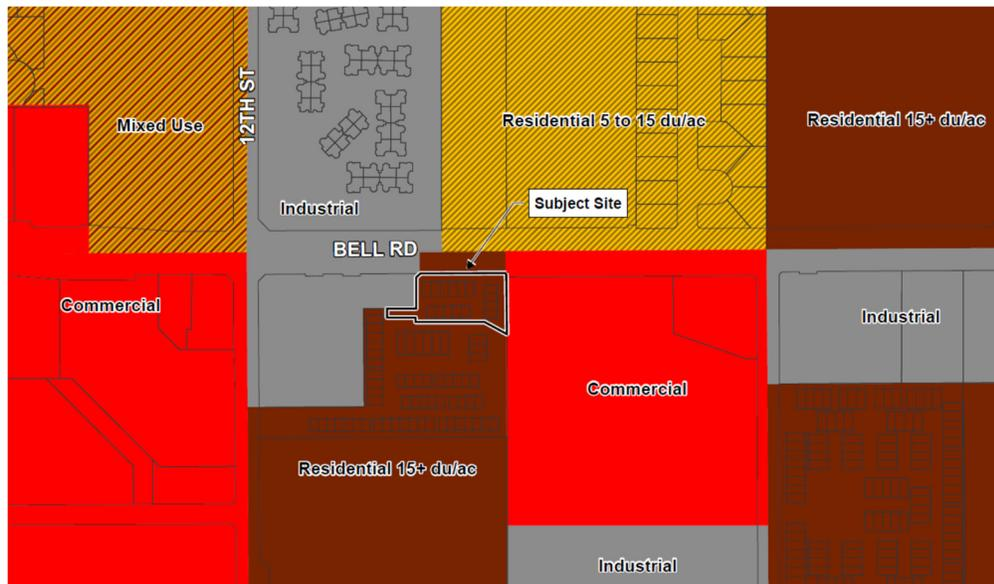 Mixed Use
12TH ST
Residential 5 to 15 du/ac
Residential 15+ du/ac
Industrial
Subject Site
BELL RD
Commercial
Industrial
Commercial
Residential 15+ du/ac
Industrial